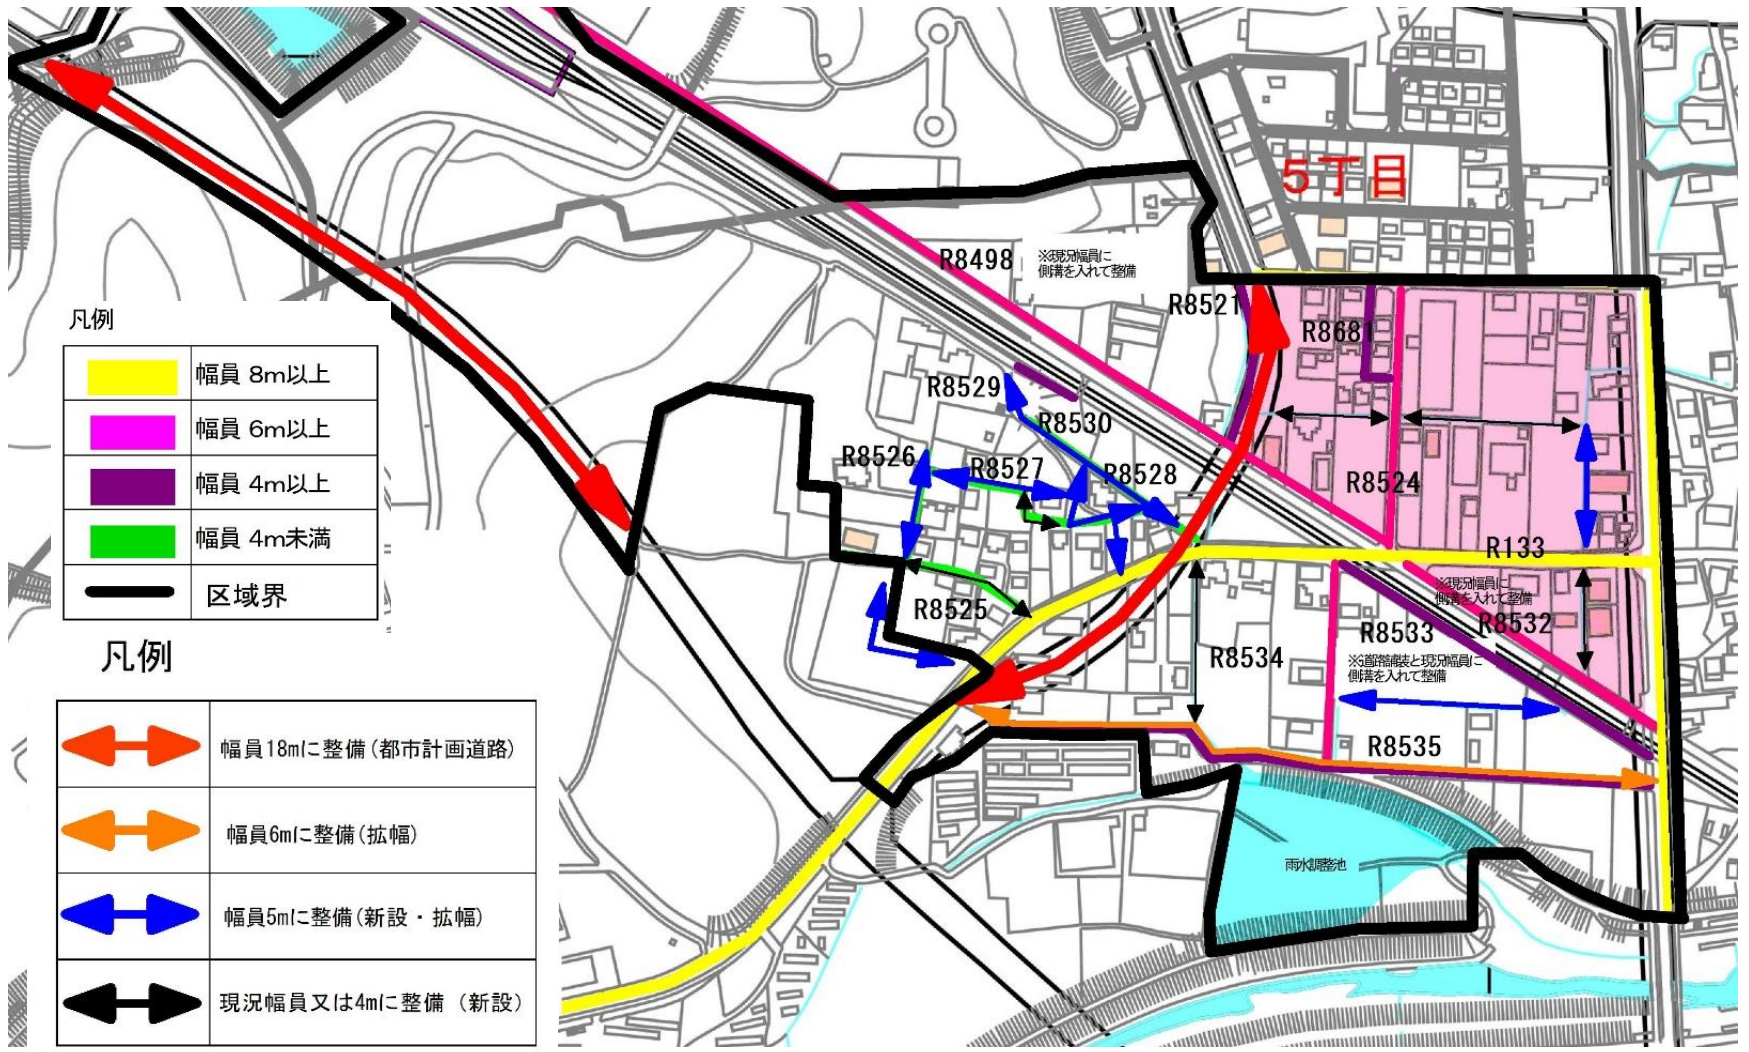 5丁目
R8498
※現況幅員に
側溝を入れて整備
R8521
R8681
R8529
R8530
R8526
R8527
R8528
R8524
R133
R8525
※現況幅員に
側溝を入れて整備
R8532
R8533
R8534
※道路舗装と現況幅員に
側溝を入れて整備
R8535
雨水調整池
凡例
幅員 8m以上
幅員 6m以上
幅員 4m以上
幅員 4m未満
区域界
凡例
幅員18mに整備(都市計画道路)
幅員6mに整備(拡幅)
幅員5mに整備(新設・拡幅)
現況幅員又は4mに整備 (新設)